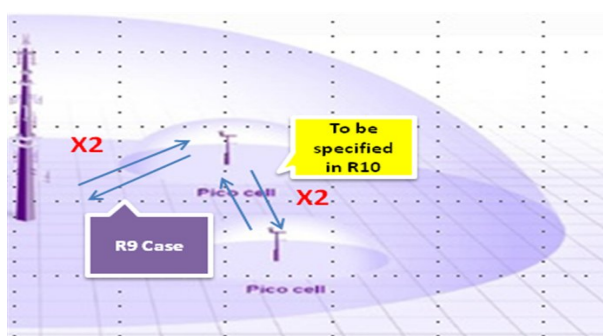 To be
specified
in R10
X2
Pico cell
X2
R9 Case
Pico cell